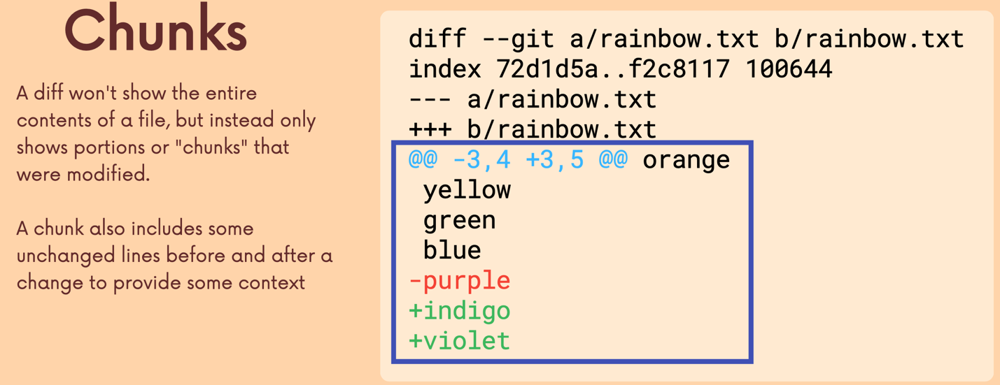 Chunks
A diff won't show the entire
contents of a file, but instead only
shows portions or "chunks" that
were modified.
A chunk also includes some
unchanged lines before and after a
change to provide some context
diff --git a/rainbow.txt b/rainbow.txt
index 72d1d5a..f2c8117 100644
--- a/rainbow.txt
+++ b/rainbow.txt
@@ -3,4 +3,5 @@ orange
 yellow
 green
 blue
-purple
+indigo
+violet